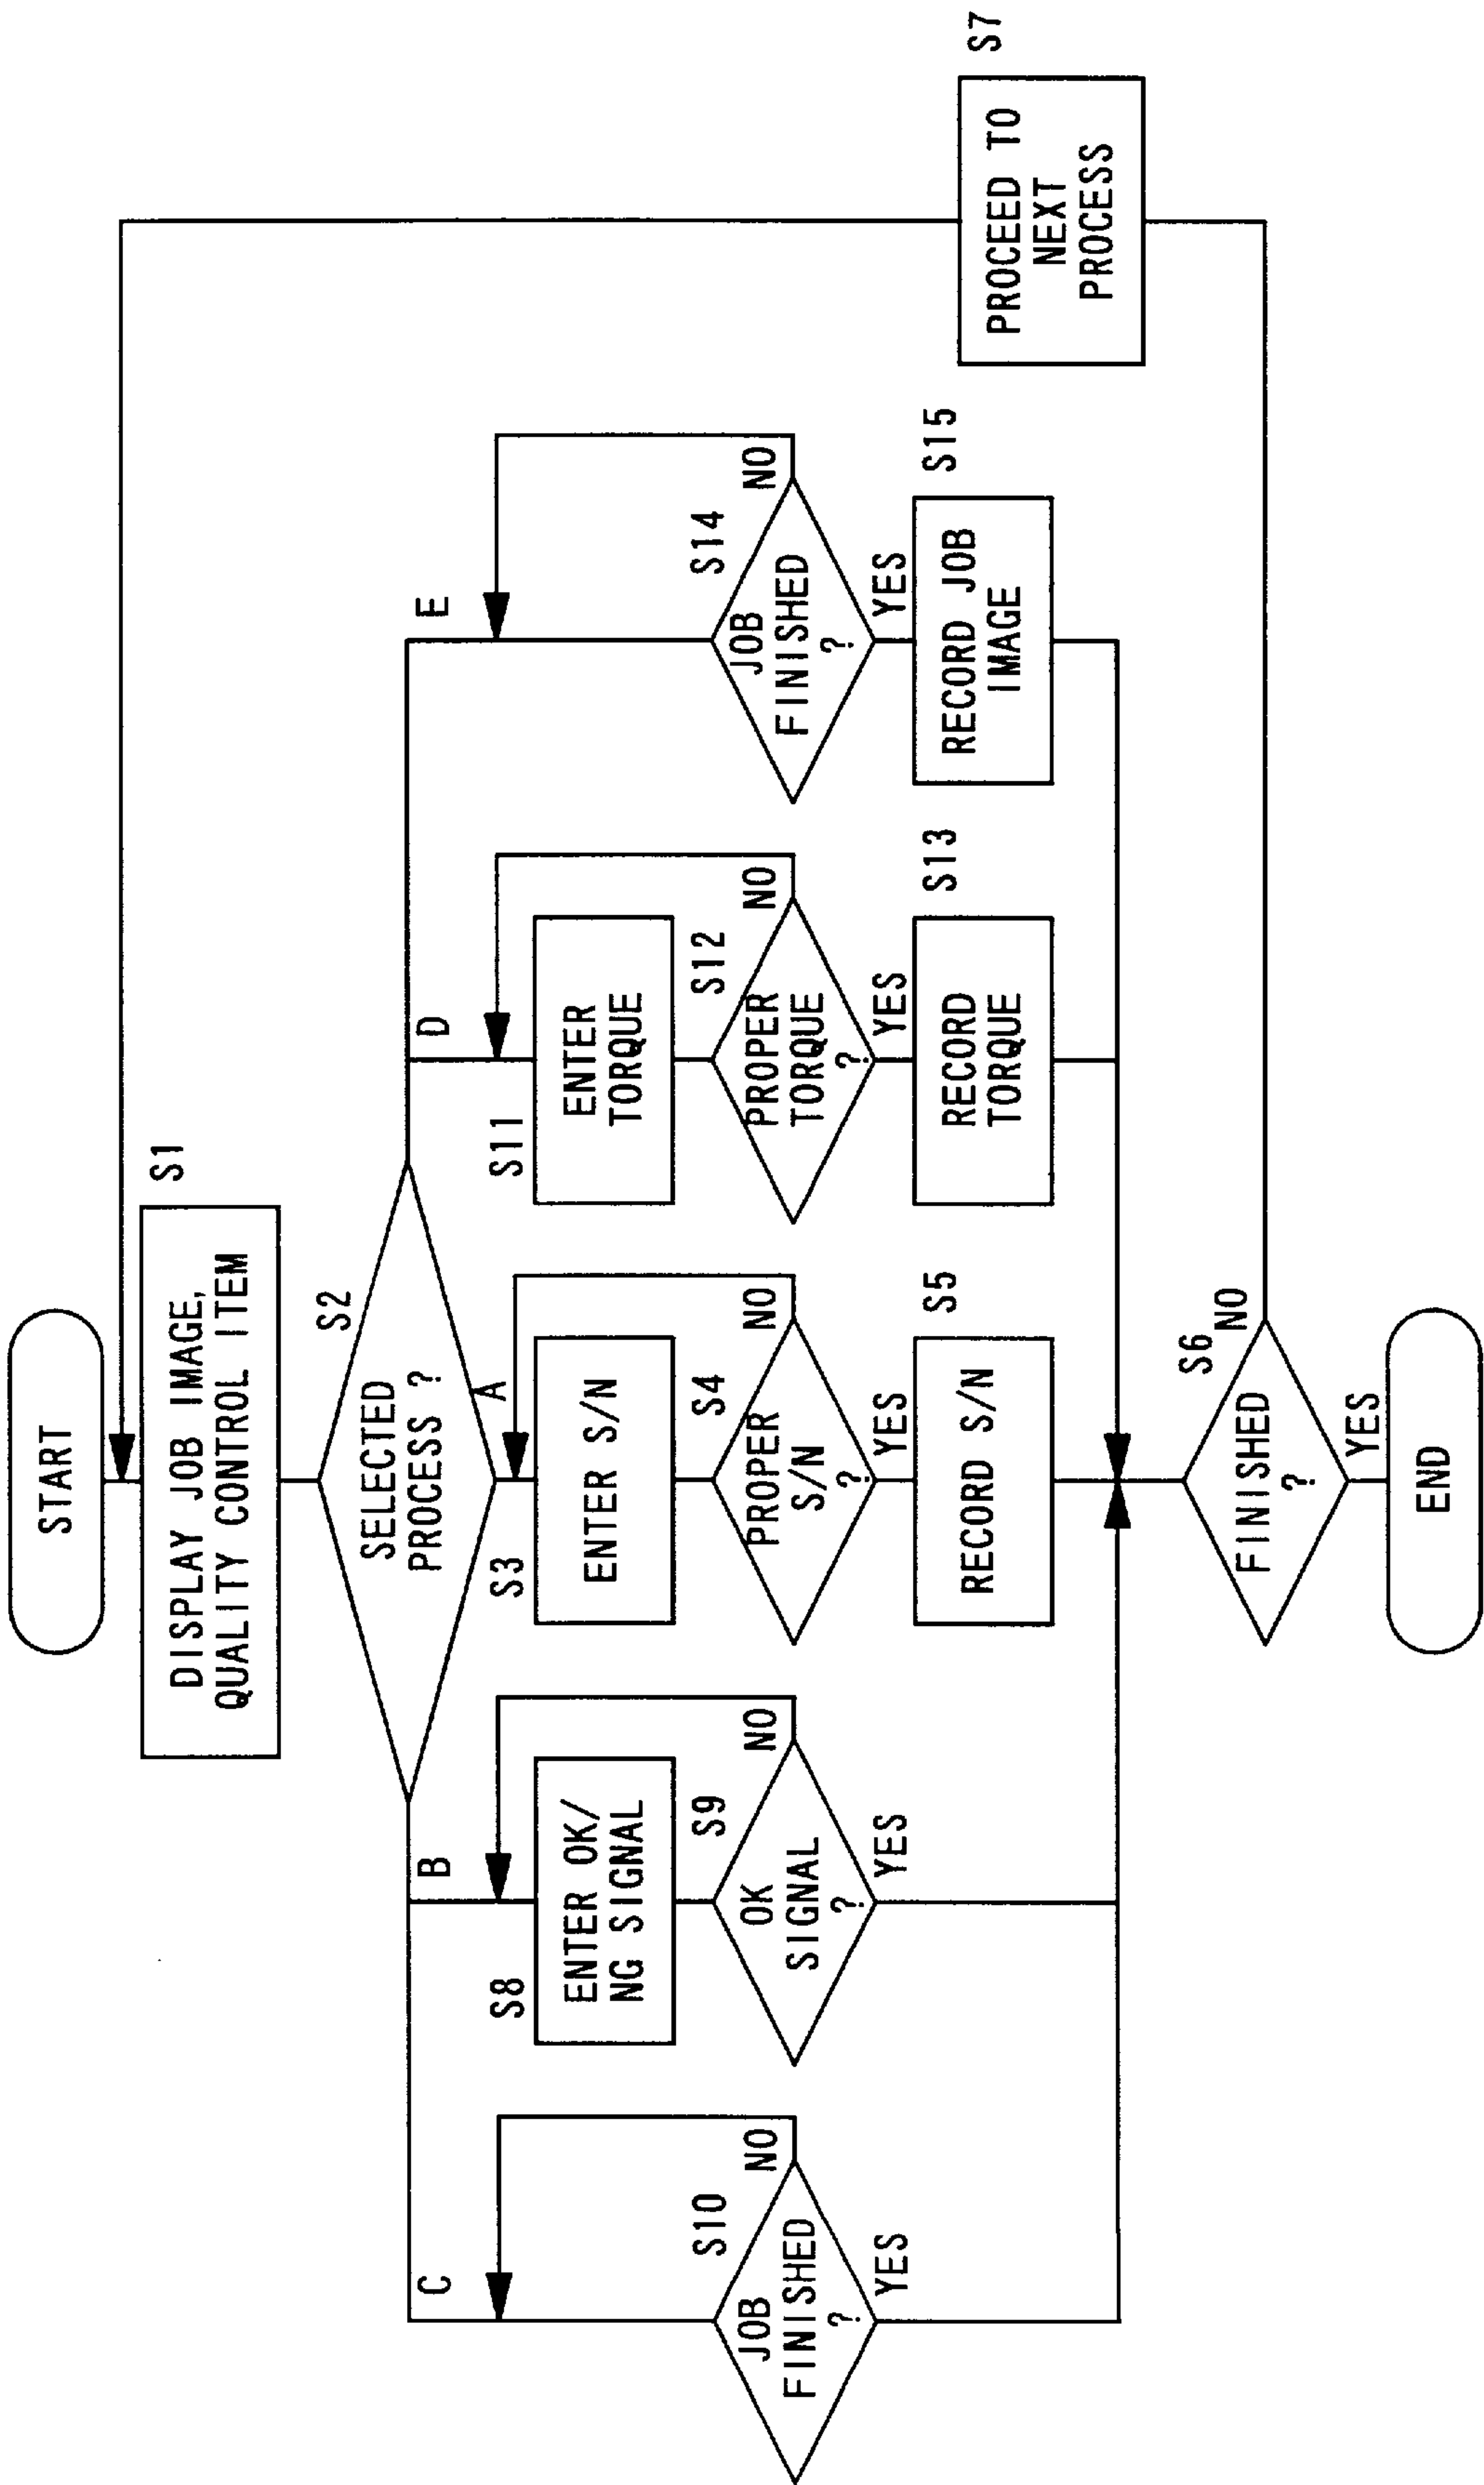 START
S1
DISPLAY JOB IMAGE,
QUALITY CONTROL ITEM
S2
SELECTED
PROCESS ?
C
B
A
D
E
S8
ENTER OK/
NG SIGNAL
S3
ENTER S/N
S11
ENTER
TORQUE
S10
JOB
FINISHED
?
NO
YES
S9
OK
SIGNAL
?
NO
YES
S4
PROPER
S/N
?
NO
YES
S12
PROPER
TORQUE
?
NO
YES
S14
JOB
FINISHED
?
NO
YES
S5
RECORD S/N
S13
RECORD
TORQUE
S15
RECORD JOB
IMAGE
S7
PROCEED TO
NEXT
PROCESS
S6
FINISHED
?
NO
YES
END